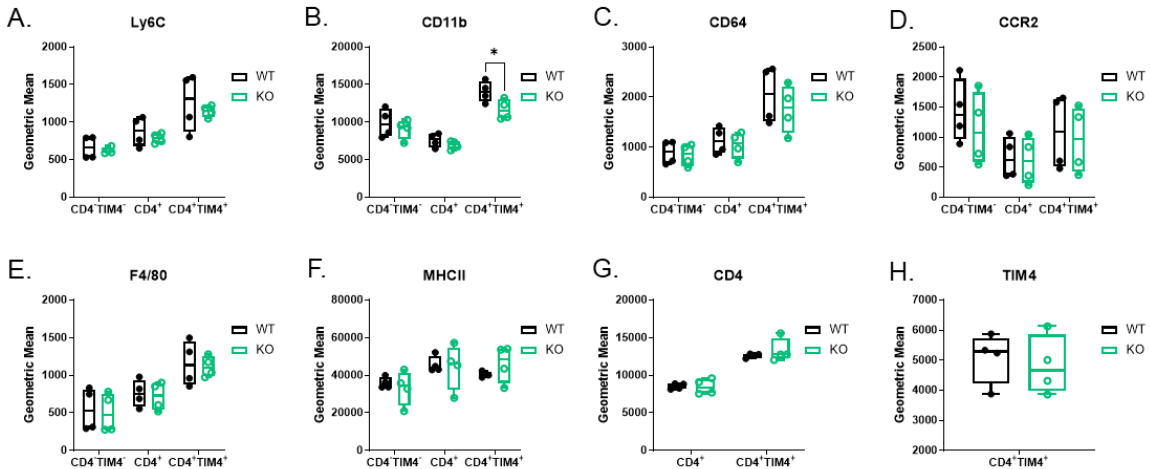 A.
Ly6C
Geometric Mean
2000
1500
1000
500
0
CD4⁻TIM4⁻ CD4⁺ CD4⁺TIM4⁺
WT
KO
B.
CD11b
Geometric Mean
20000
15000
10000
5000
0
*
CD4⁻TIM4⁻ CD4⁺ CD4⁺TIM4⁺
WT
KO
C.
CD64
Geometric Mean
3000
2000
1000
0
CD4⁻TIM4⁻ CD4⁺ CD4⁺TIM4⁺
WT
KO
D.
CCR2
Geometric Mean
2500
2000
1500
1000
500
0
CD4⁻TIM4⁻ CD4⁺ CD4⁺TIM4⁺
WT
KO
E.
F4/80
Geometric Mean
2000
1500
1000
500
0
CD4⁻TIM4⁻ CD4⁺ CD4⁺TIM4⁺
WT
KO
F.
MHCII
Geometric Mean
80000
60000
40000
20000
0
CD4⁻TIM4⁻ CD4⁺ CD4⁺TIM4⁺
WT
KO
G.
CD4
Geometric Mean
20000
15000
10000
5000
0
CD4⁺ CD4⁺TIM4⁺
WT
KO
H.
TIM4
Geometric Mean
7000
6000
5000
4000
3000
2000
CD4⁺TIM4⁺
WT
KO